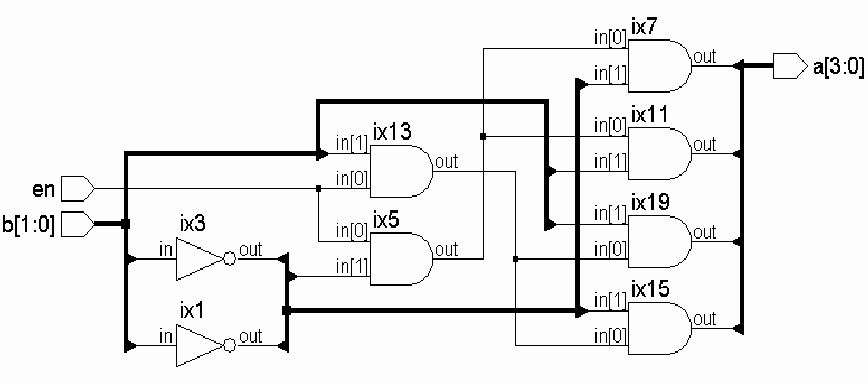 ix7
in[0]
out
in[1]
a[3:0]
ix11
in[0]
out
in[1]
ix13
in[1]
out
in[0]
en
b[1:0]
ix5
in[0]
out
in[1]
ix19
in[1]
out
in[0]
ix3
in
out
ix15
in[1]
out
in[0]
ix1
in
out